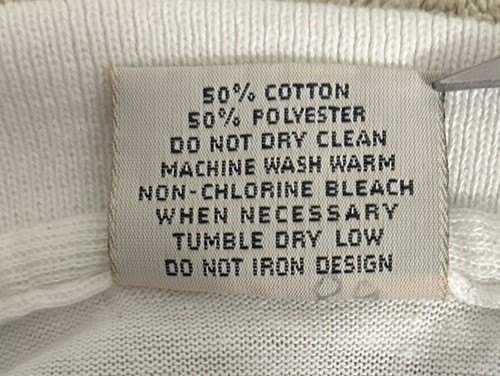 50% COTTON
50% POLYESTER
DO NOT DRY CLEAN
MACHINE WASH WARM
NON-CHLORINE BLEACH
WHEN NECESSARY
TUMBLE DRY LOW
DO NOT IRON DESIGN